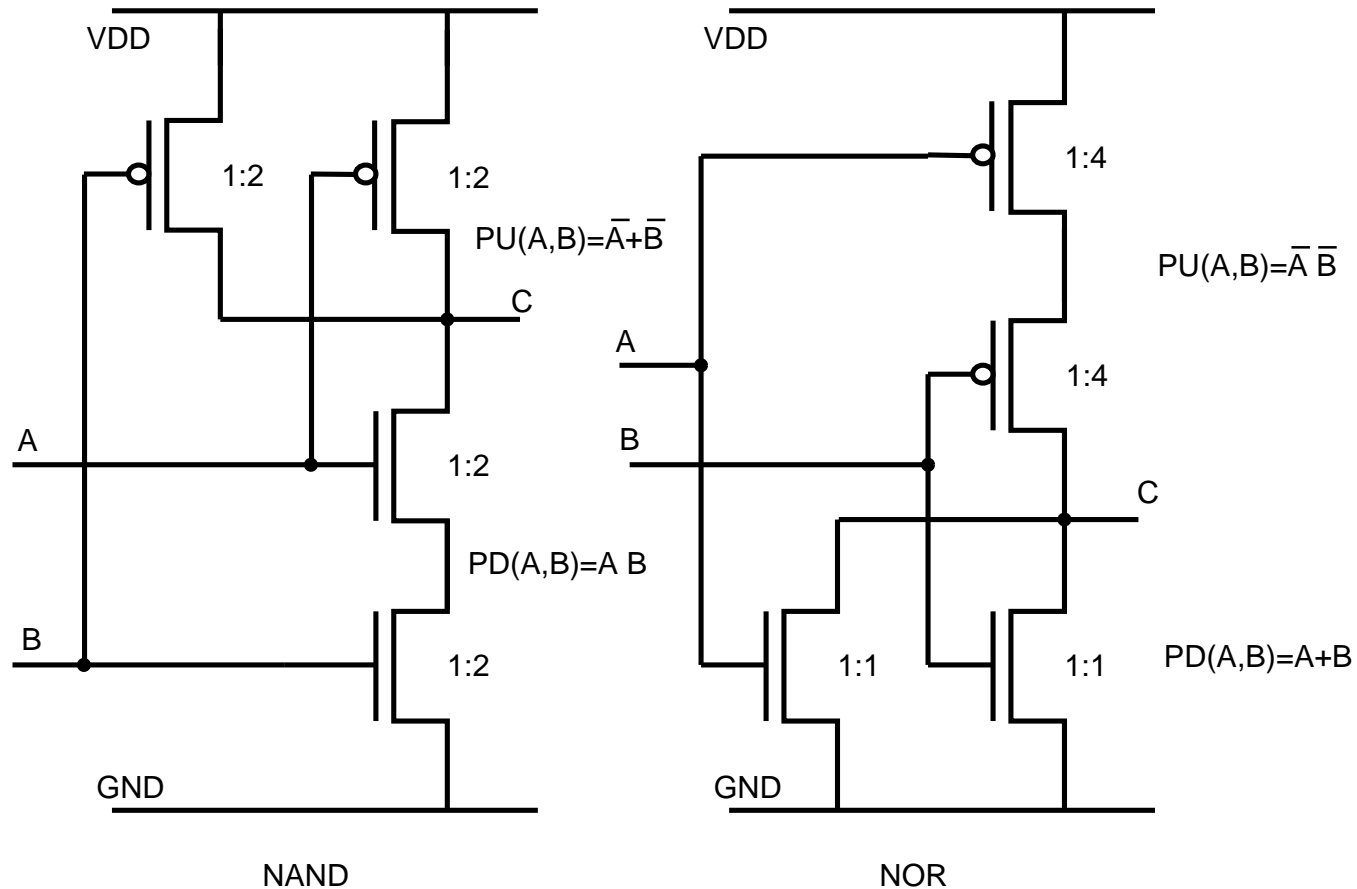 VDD
1:2
1:2
PU(A,B)=A̅+B̅
C
A
1:2
PD(A,B)=A B
B
1:2
GND
NAND
VDD
1:4
PU(A,B)=A̅ B̅
A
1:4
B
C
1:1
1:1
PD(A,B)=A+B
GND
NOR